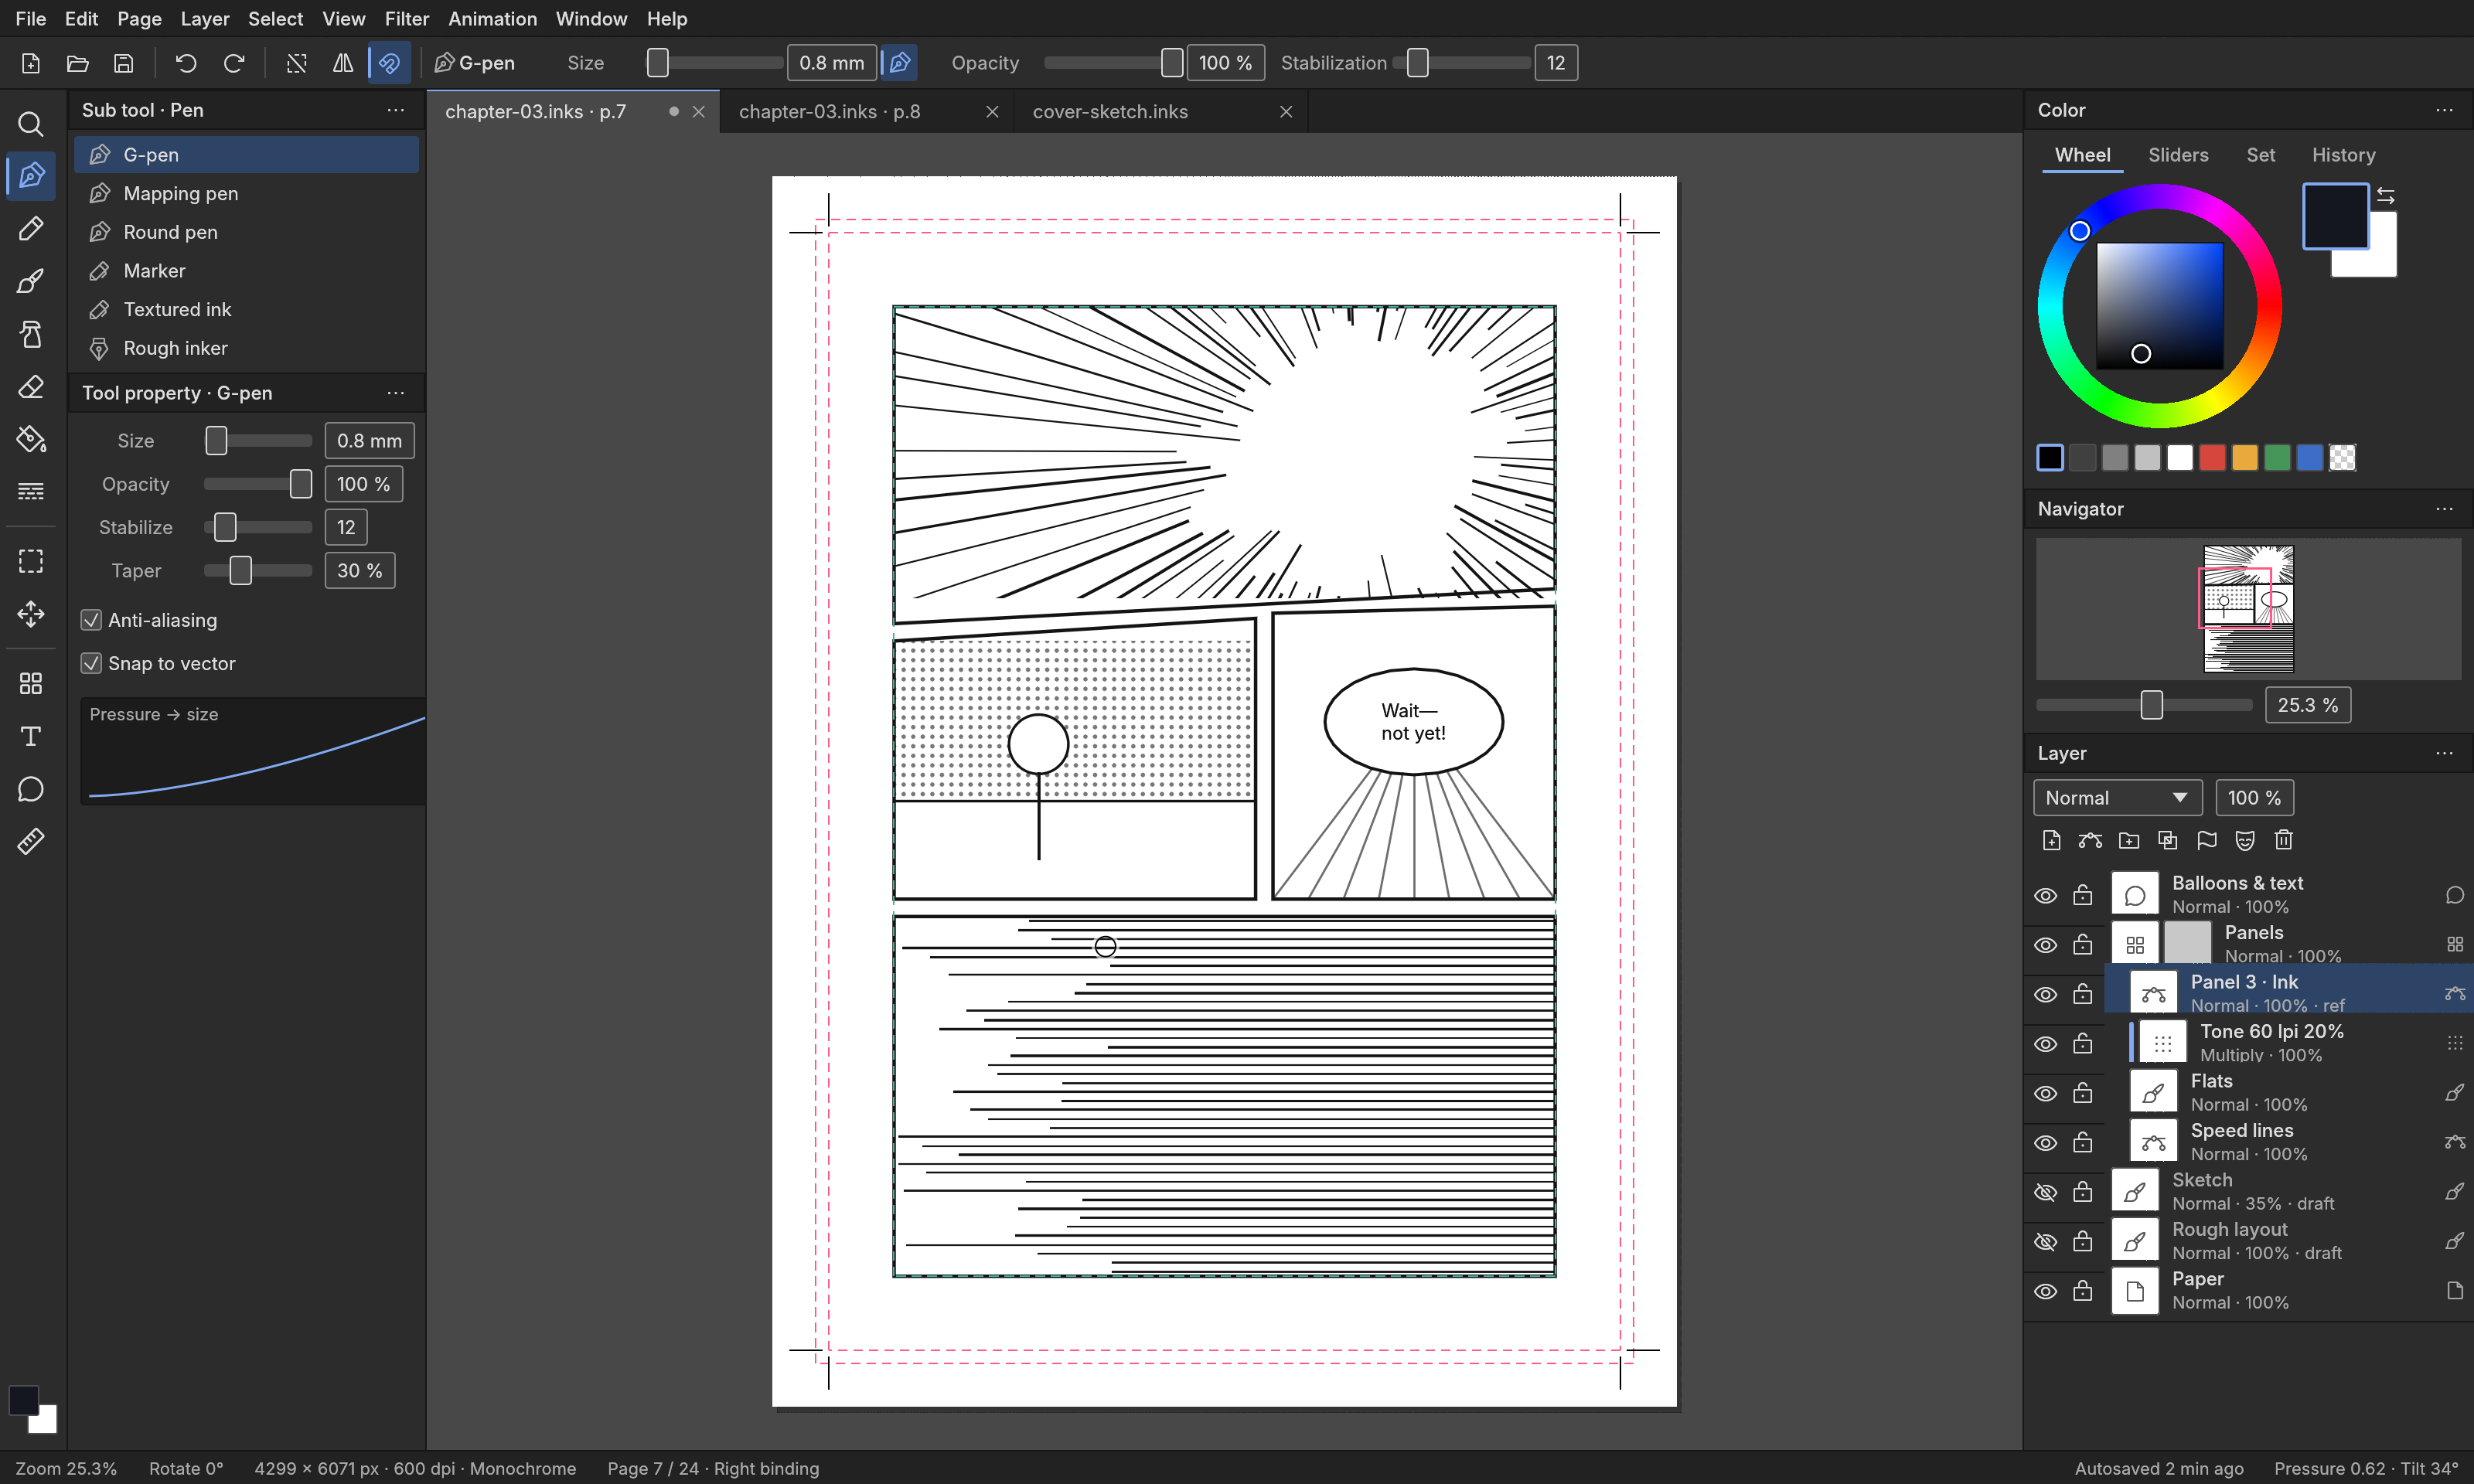 File Edit Page Layer Select View Filter Animation Window Help
G-pen Size 0.8 mm Opacity 100 % Stabilization 12
Sub tool · Pen
G-pen
Mapping pen
Round pen
Marker
Textured ink
Rough inker
Tool property · G-pen
Size 0.8 mm
Opacity 100 %
Stabilize 12
Taper 30 %
Anti-aliasing
Snap to vector
Pressure → size
chapter-03.inks · p.7
chapter-03.inks · p.8
cover-sketch.inks
Wait—
not yet!
Color
Wheel Sliders Set History
Navigator
25.3 %
Layer
Normal 100 %
Balloons & text
Normal · 100%
Panels
Normal · 100%
Panel 3 · Ink
Normal · 100% · ref
Tone 60 lpi 20%
Multiply · 100%
Flats
Normal · 100%
Speed lines
Normal · 100%
Sketch
Normal · 35% · draft
Rough layout
Normal · 100% · draft
Paper
Normal · 100%
Zoom 25.3% Rotate 0° 4299 × 6071 px · 600 dpi · Monochrome Page 7 / 24 · Right binding Autosaved 2 min ago Pressure 0.62 · Tilt 34°